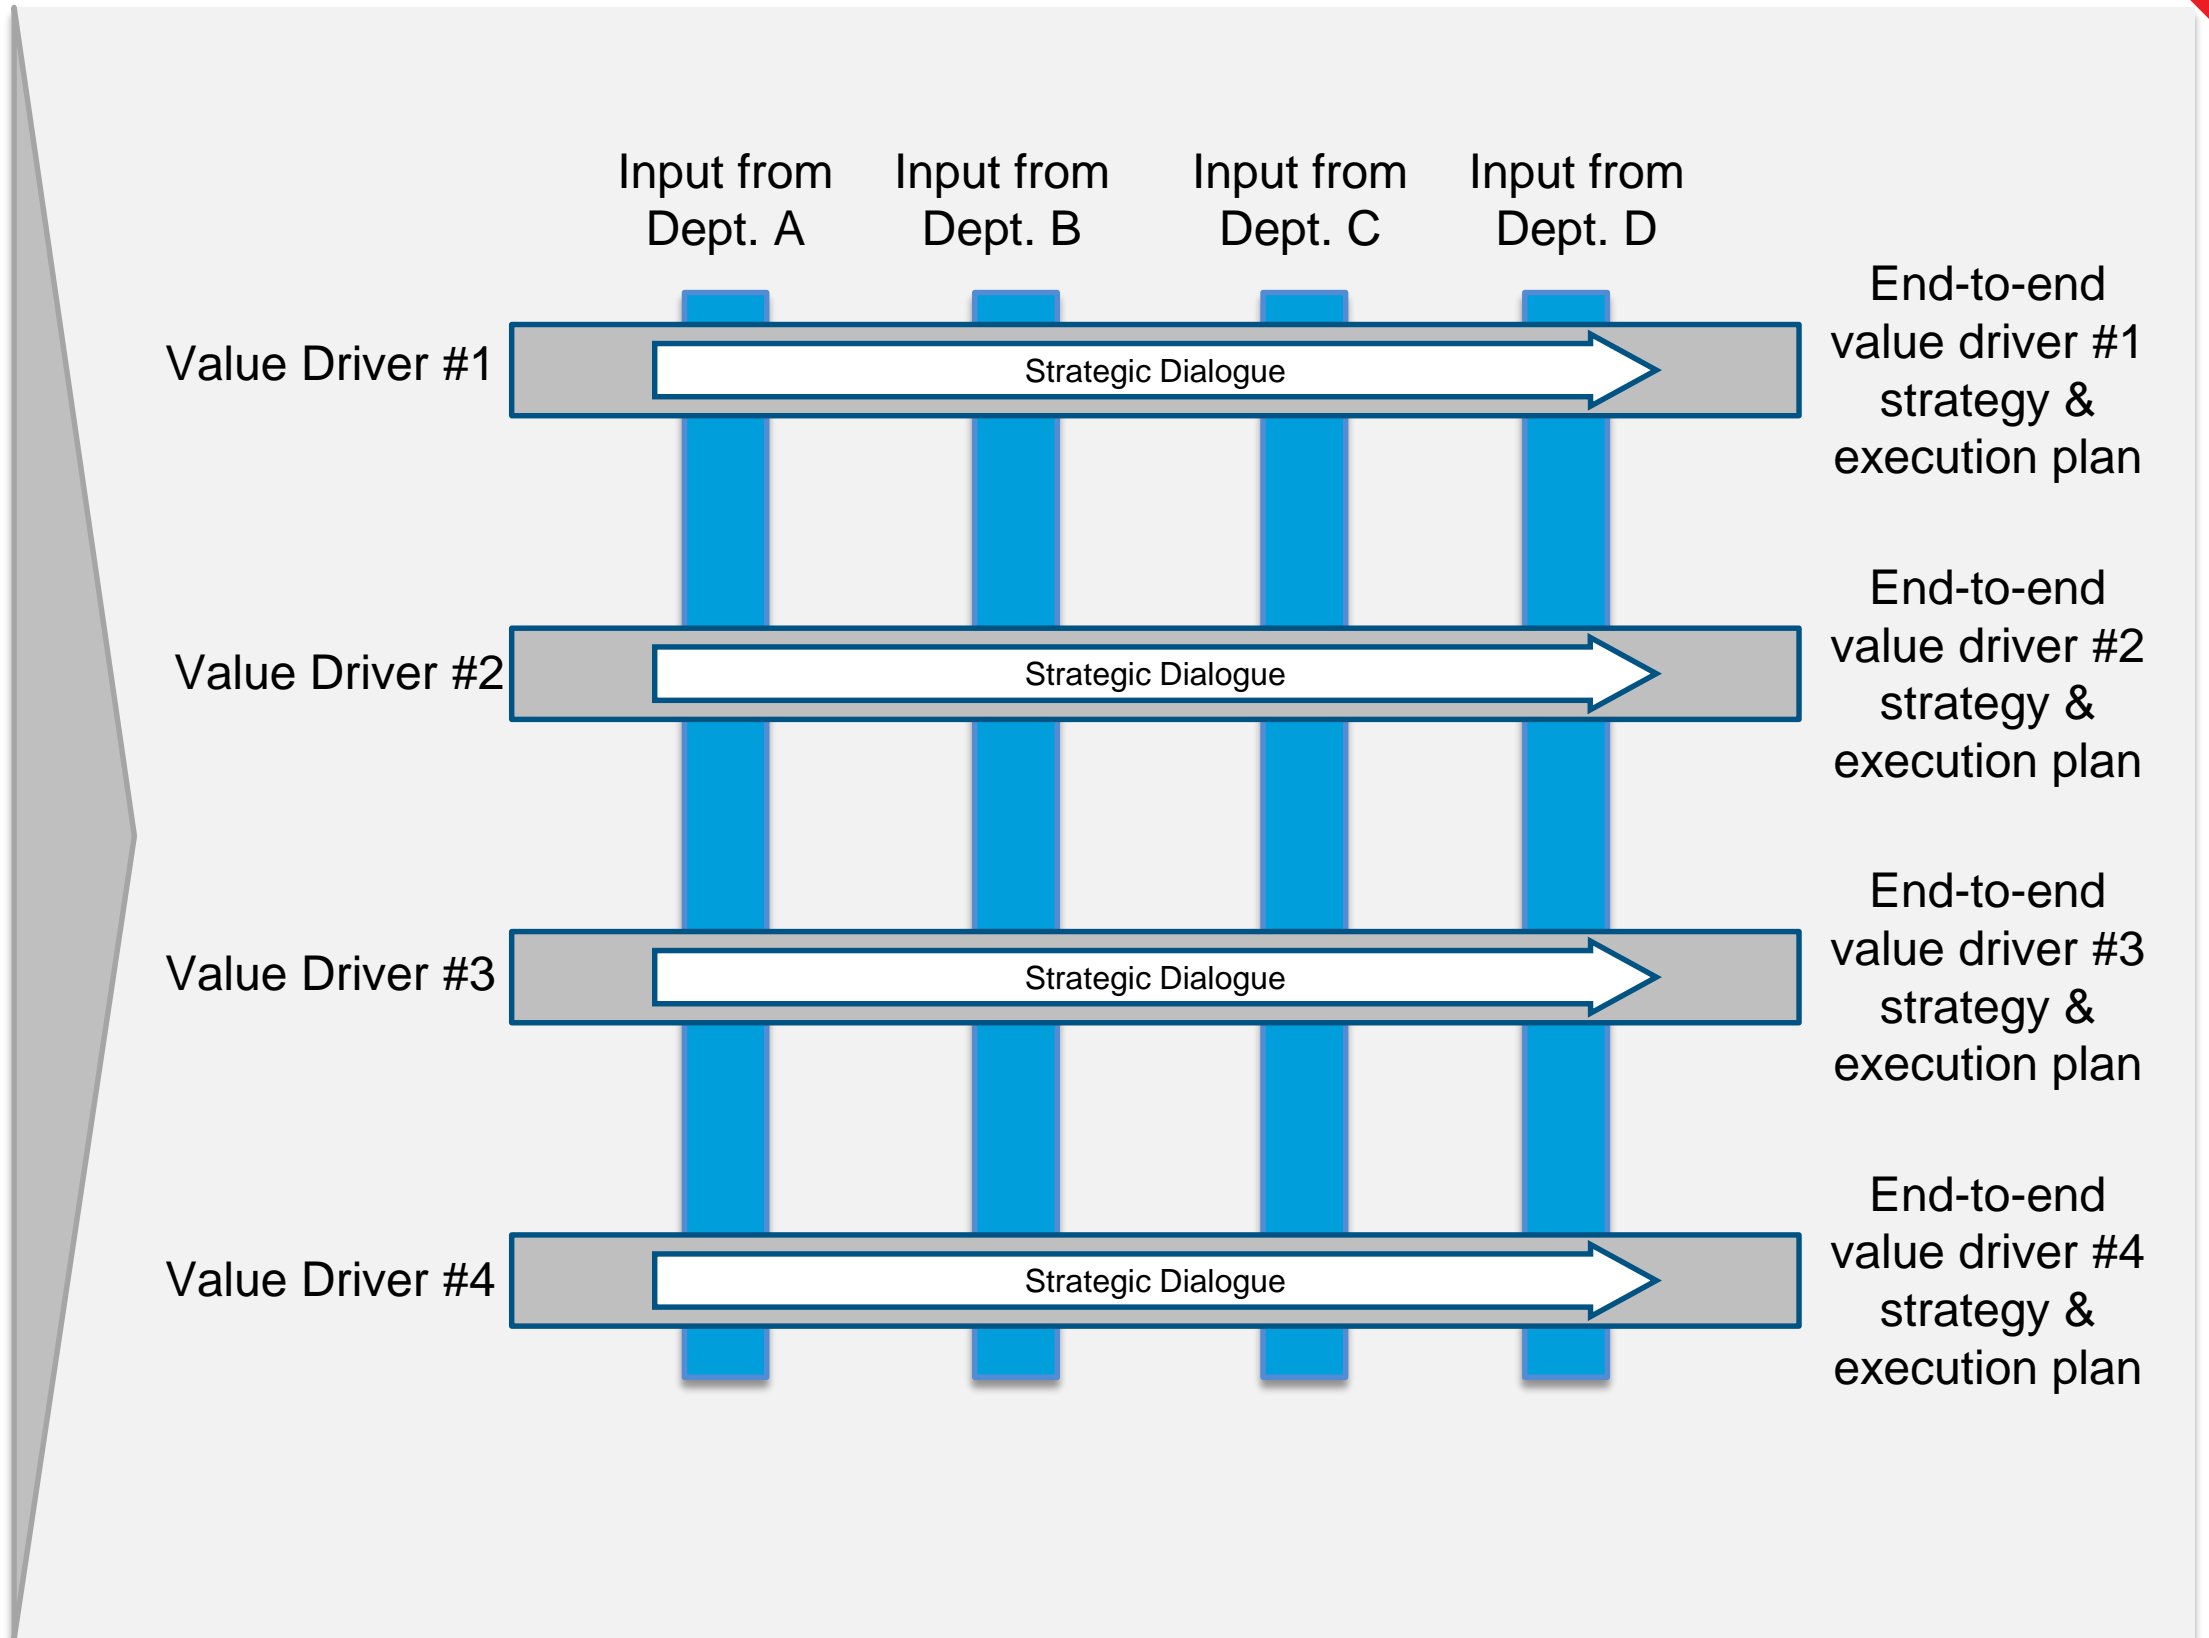 Input from
Dept. A
Input from
Dept. B
Input from
Dept. C
Input from
Dept. D
Value Driver #1
Strategic Dialogue
End-to-end
value driver #1
strategy &
execution plan
Value Driver #2
Strategic Dialogue
End-to-end
value driver #2
strategy &
execution plan
Value Driver #3
Strategic Dialogue
End-to-end
value driver #3
strategy &
execution plan
Value Driver #4
Strategic Dialogue
End-to-end
value driver #4
strategy &
execution plan